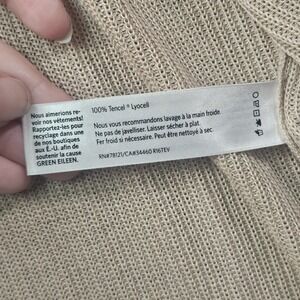 Nous aimerions re-
voir nos vêtements!
Rapportez-les pour
recyclage dans une
de nos boutiques
aux É.-U. afin de
soutenir la cause
GREEN EILEEN.
100% Tencel ® Lyocell
Nous vous recommandons lavage à la main froide.
Ne pas de javelliser. Laisser sécher à plat.
Fer froid si nécessaire. Peut être nettoyé à sec.
RN#78121/CA#34460 R16TEV